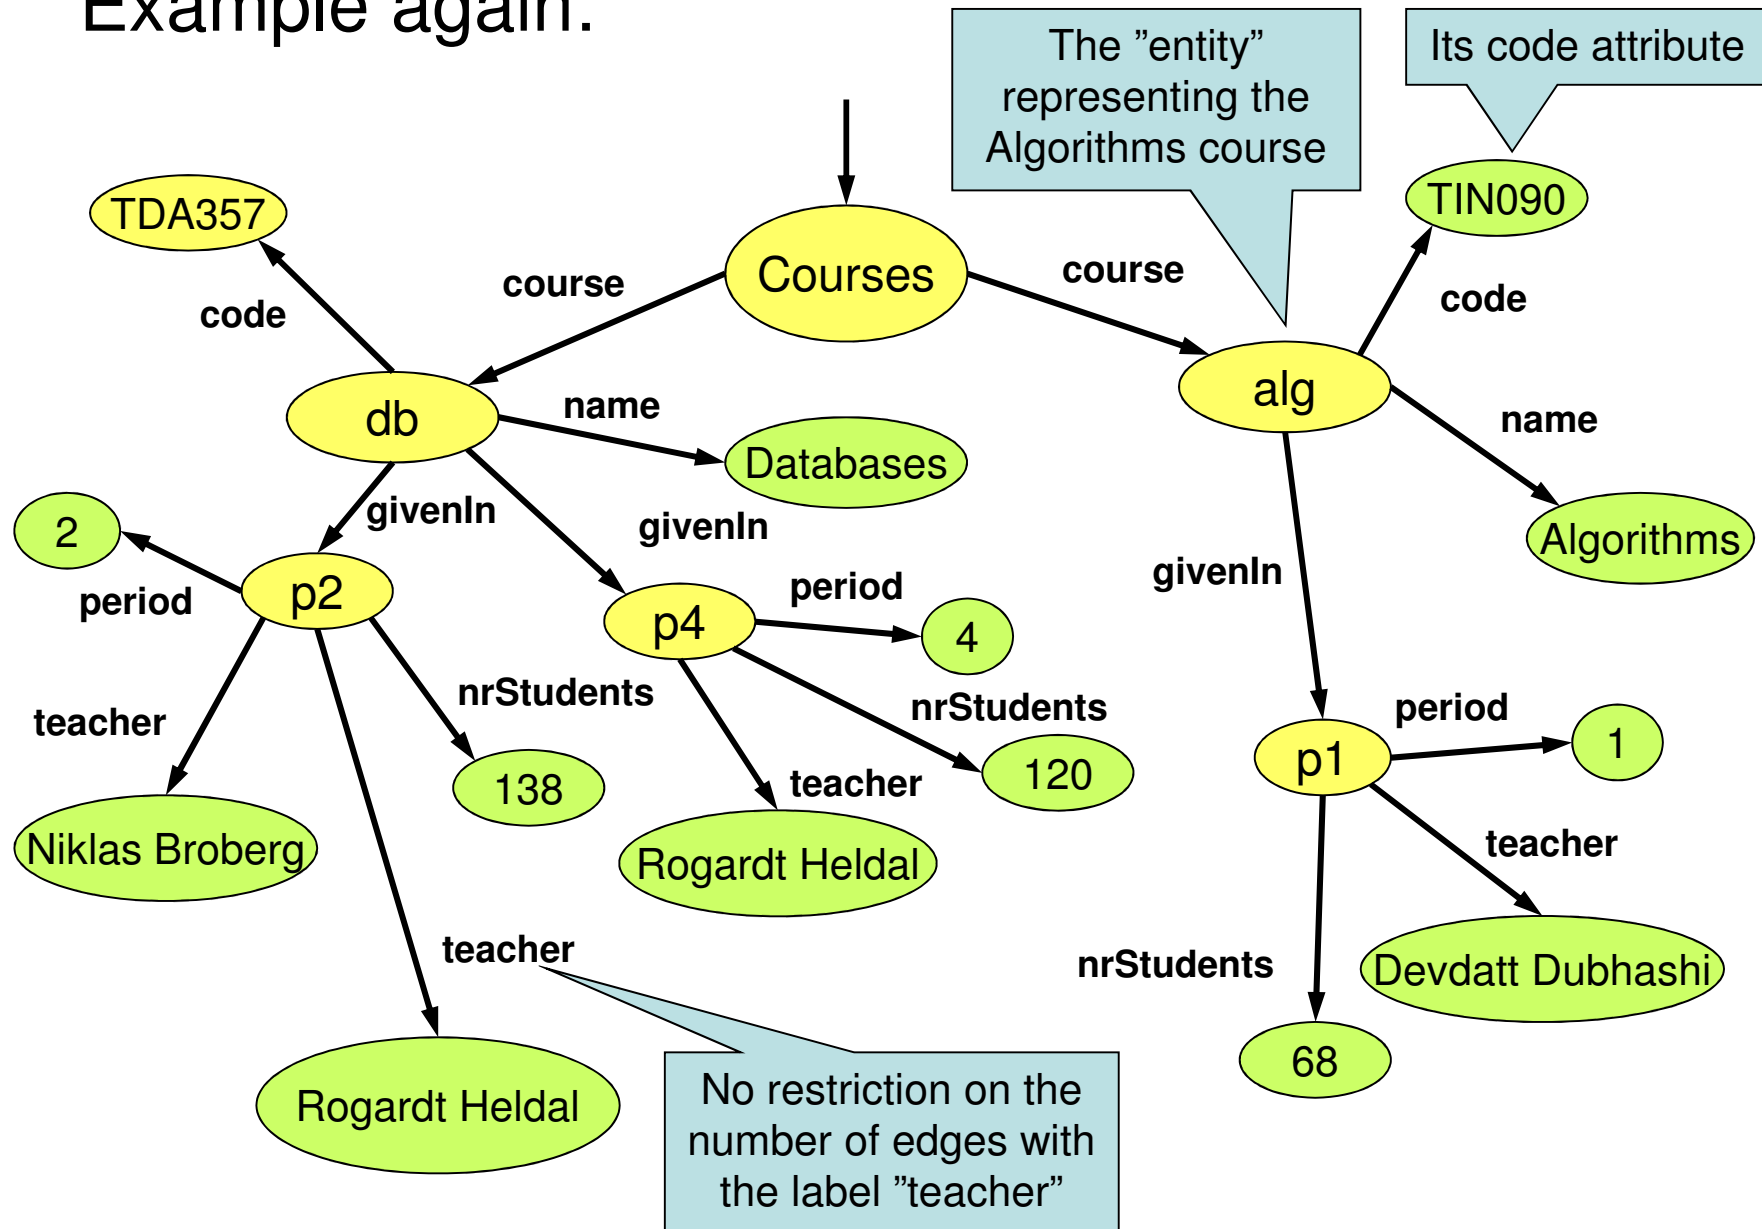 Example again:
The ”entity”
representing the
Algorithms course
Its code attribute
TDA357
TIN090
Courses
course
course
code
code
db
name
alg
name
Databases
givenIn
givenIn
Algorithms
2
period
p2
p4
period
4
givenIn
teacher
nrStudents
nrStudents
period
1
p1
138
teacher
120
Niklas Broberg
Rogardt Heldal
teacher
teacher
nrStudents
Devdatt Dubhashi
68
Rogardt Heldal
No restriction on the
number of edges with
the label ”teacher”